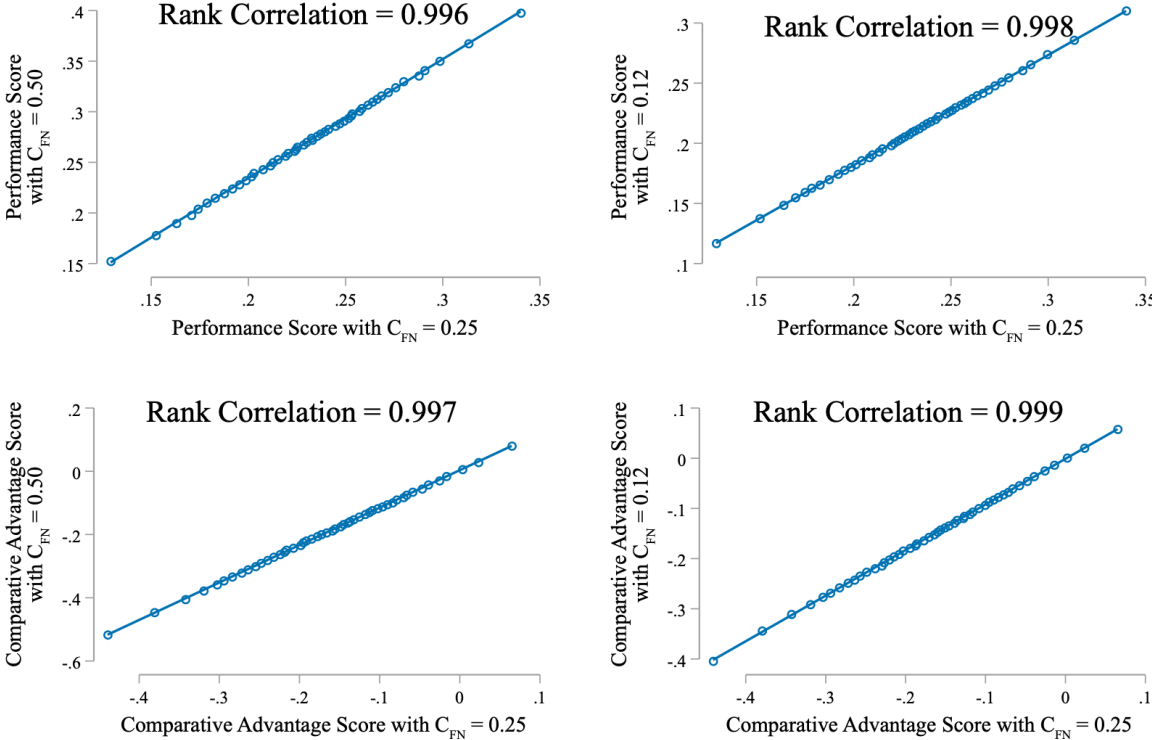 Rank Correlation = 0.996
Performance Score
with C_FN = 0.50
.4
.35
.3
.25
.2
.15
.15 .2 .25 .3 .35
Performance Score with C_FN = 0.25
Rank Correlation = 0.998
Performance Score
with C_FN = 0.12
.3
.25
.2
.15
.1
.15 .2 .25 .3 .35
Performance Score with C_FN = 0.25
Rank Correlation = 0.997
Comparative Advantage Score
with C_FN = 0.50
.2
0
-.2
-.4
-.6
-.4 -.3 -.2 -.1 0 .1
Comparative Advantage Score with C_FN = 0.25
Rank Correlation = 0.999
Comparative Advantage Score
with C_FN = 0.12
.1
0
-.1
-.2
-.3
-.4
-.4 -.3 -.2 -.1 0 .1
Comparative Advantage Score with C_FN = 0.25